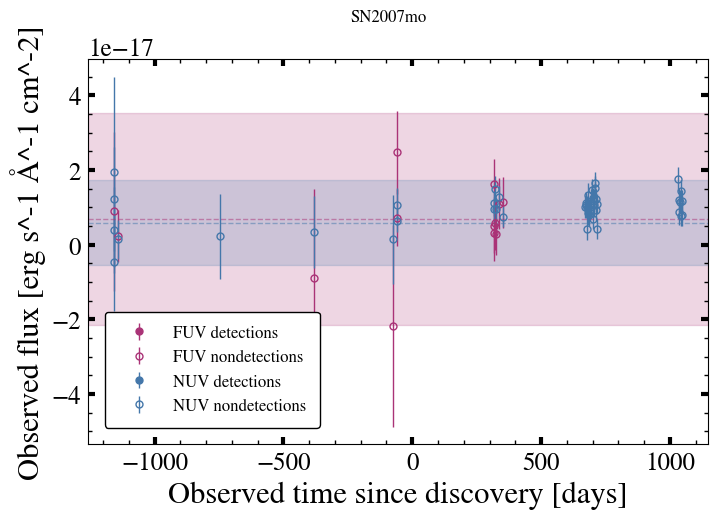 SN2007mo
1e−17
Observed flux [erg s^-1 Å^-1 cm^-2]
4
2
0
−2
−4
FUV detections
FUV nondetections
NUV detections
NUV nondetections
−1000 −500 0 500 1000
Observed time since discovery [days]